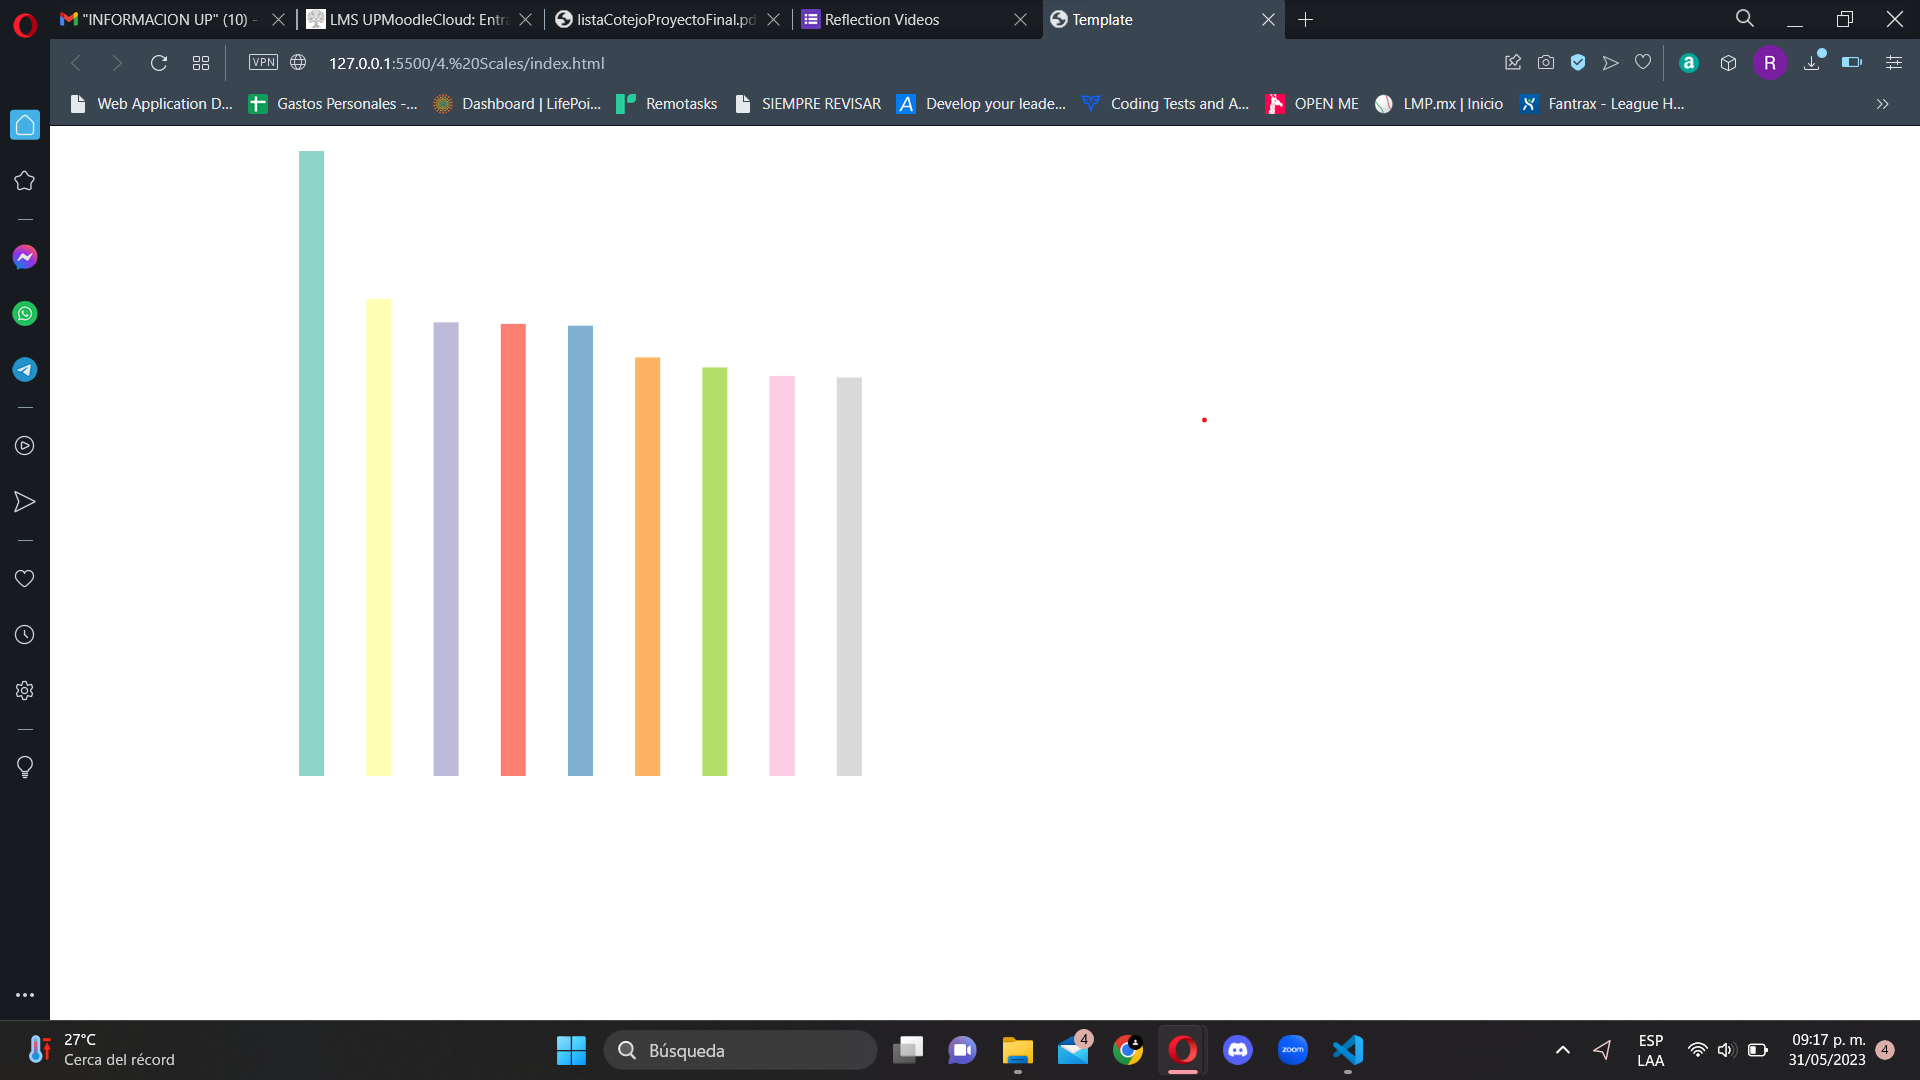 "INFORMACION UP" (10) -
LMS UPMoodleCloud: Entra
listaCotejoProyectoFinal.pd
Reflection Videos
Template
VPN
127.0.0.1:5500/4.%20Scales/index.html
a
R
Web Application D...
Gastos Personales -...
Dashboard | LifePoi...
Remotasks
SIEMPRE REVISAR
A
Develop your leade...
Coding Tests and A...
OPEN ME
LMP.mx | Inicio
Fantrax - League H...
27°C
Cerca del récord
Búsqueda
4
zoom
ESP
LAA
09:17 p. m.
31/05/2023
4